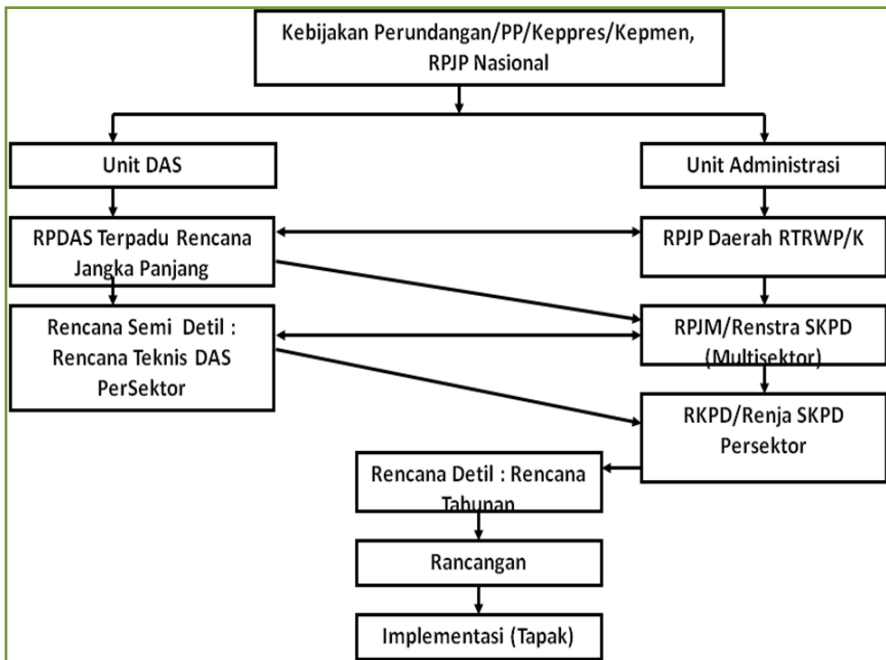 Kebijakan Perundangan/PP/Keppres/Kepmen,
RPJP Nasional
Unit DAS
Unit Administrasi
RPDAS Terpadu Rencana
Jangka Panjang
RPJP Daerah RTRWP/K
Rencana Semi Detil :
Rencana Teknis DAS
PerSektor
RPJM/Renstra SKPD
(Multisektor)
RKPD/Renja SKPD
Persektor
Rencana Detil : Rencana
Tahunan
Rancangan
Implementasi (Tapak)